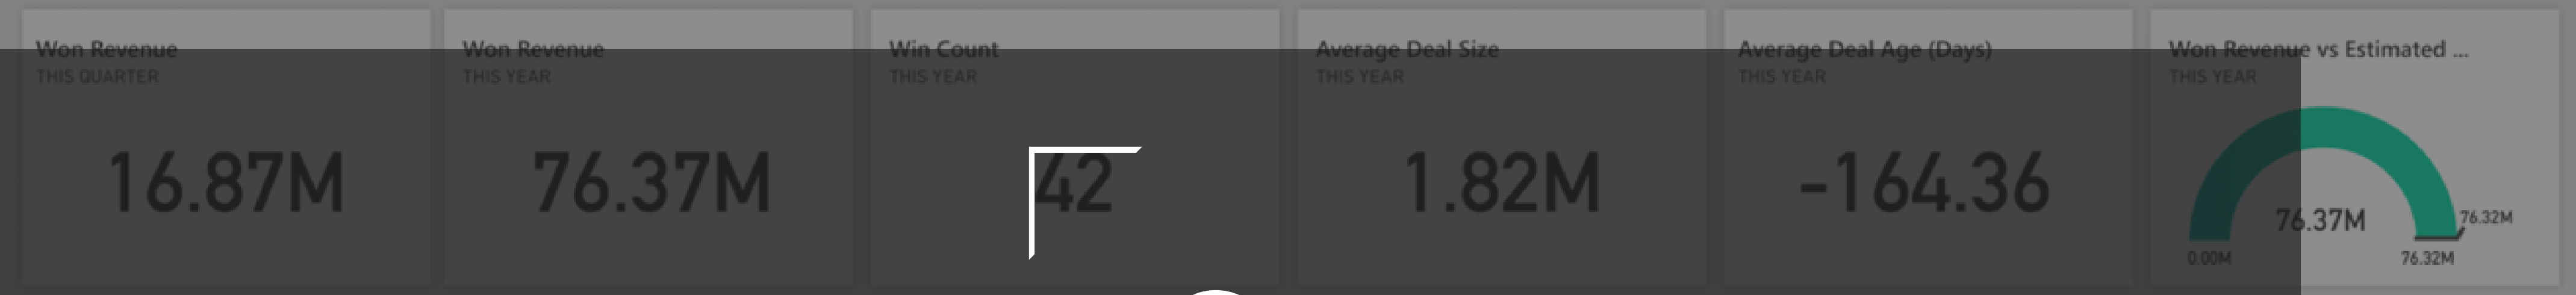 Won Revenue
THIS QUARTER
16.87M
Won Revenue
THIS YEAR
76.37M
Win Count
THIS YEAR
42
Average Deal Size
THIS YEAR
1.82M
Average Deal Age (Days)
THIS YEAR
-164.36
Won Revenue vs Estimated ...
THIS YEAR
76.37M
76.32M
0.00M
76.32M